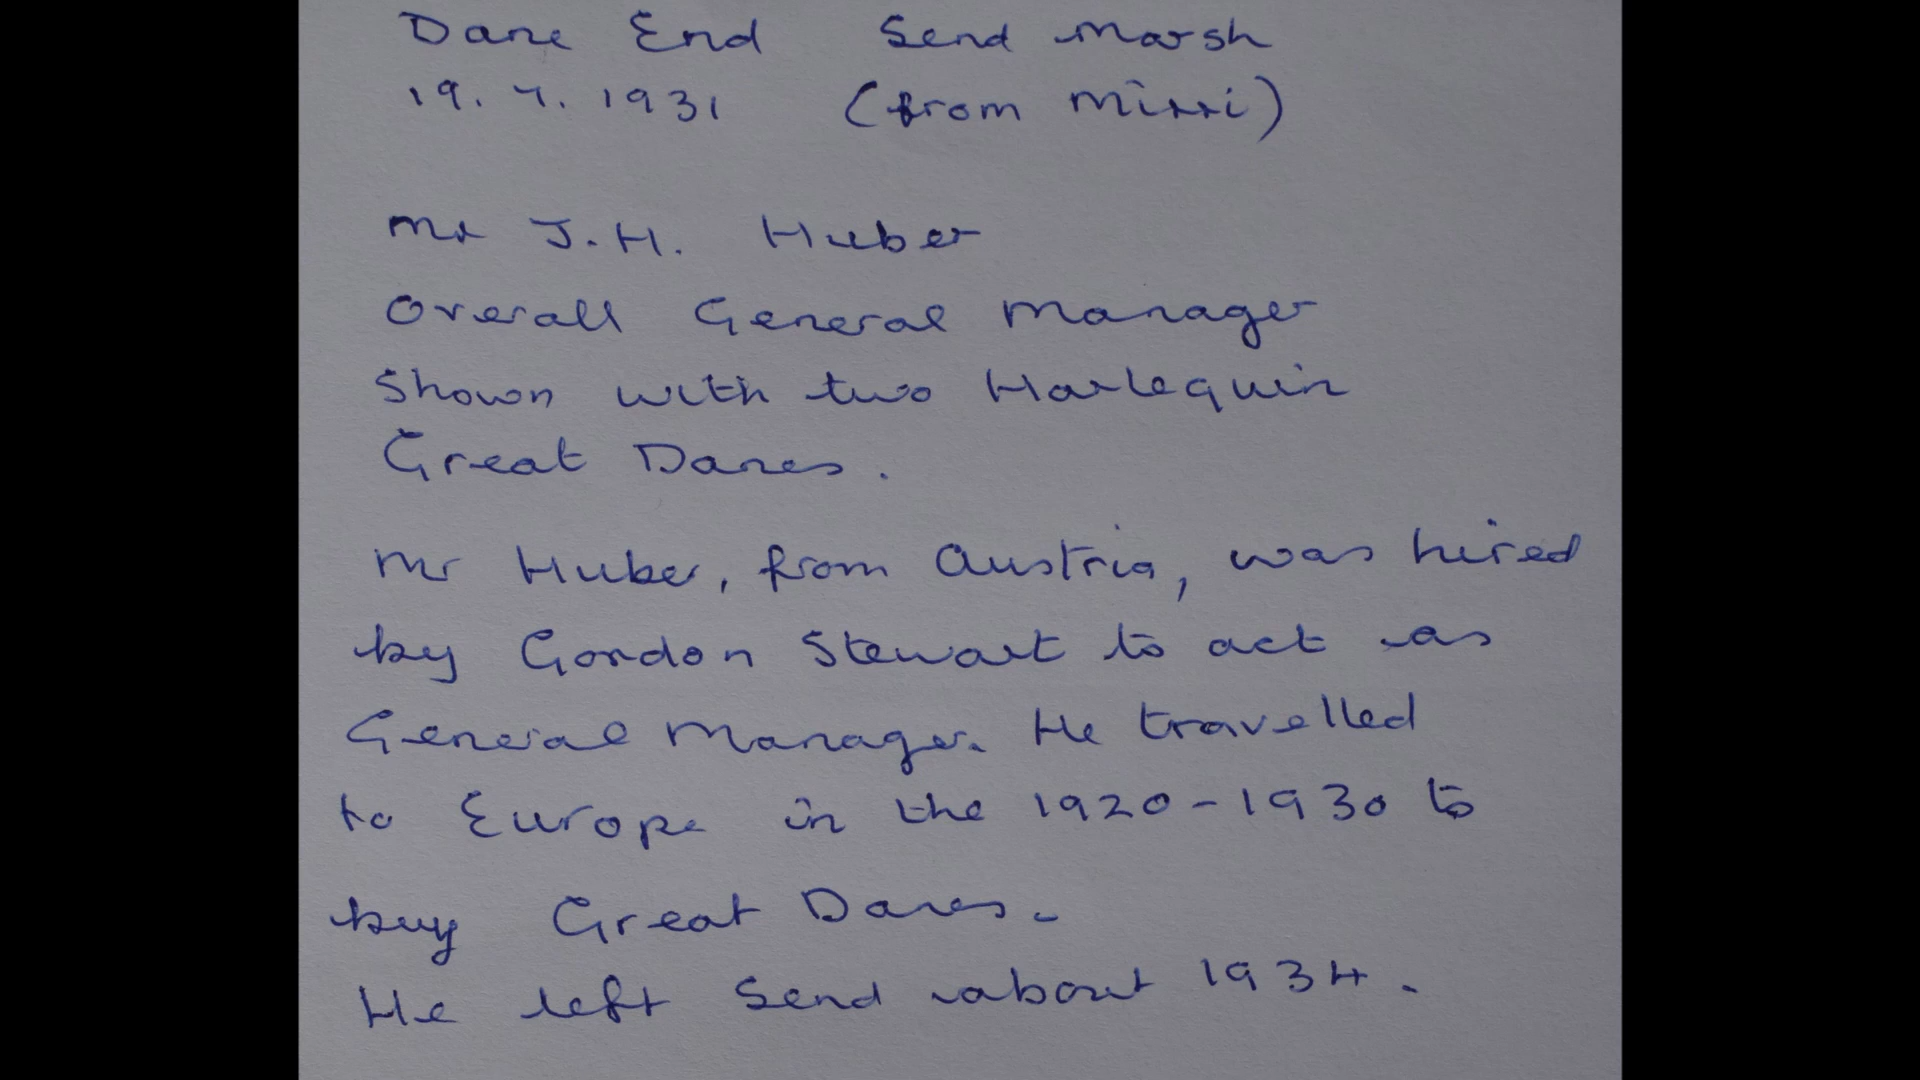 Dane End Send Marsh
19. 7. 1931 (from Mitzi)
Mr J.H. Huber
Overall General Manager
Shown with two Harlequin
Great Danes.
Mr Huber, from Austria, was hired
by Gordon Stewart to act as
General Manager. He travelled
to Europe in the 1920-1930 to
buy Great Danes.
He left Send about 1934.